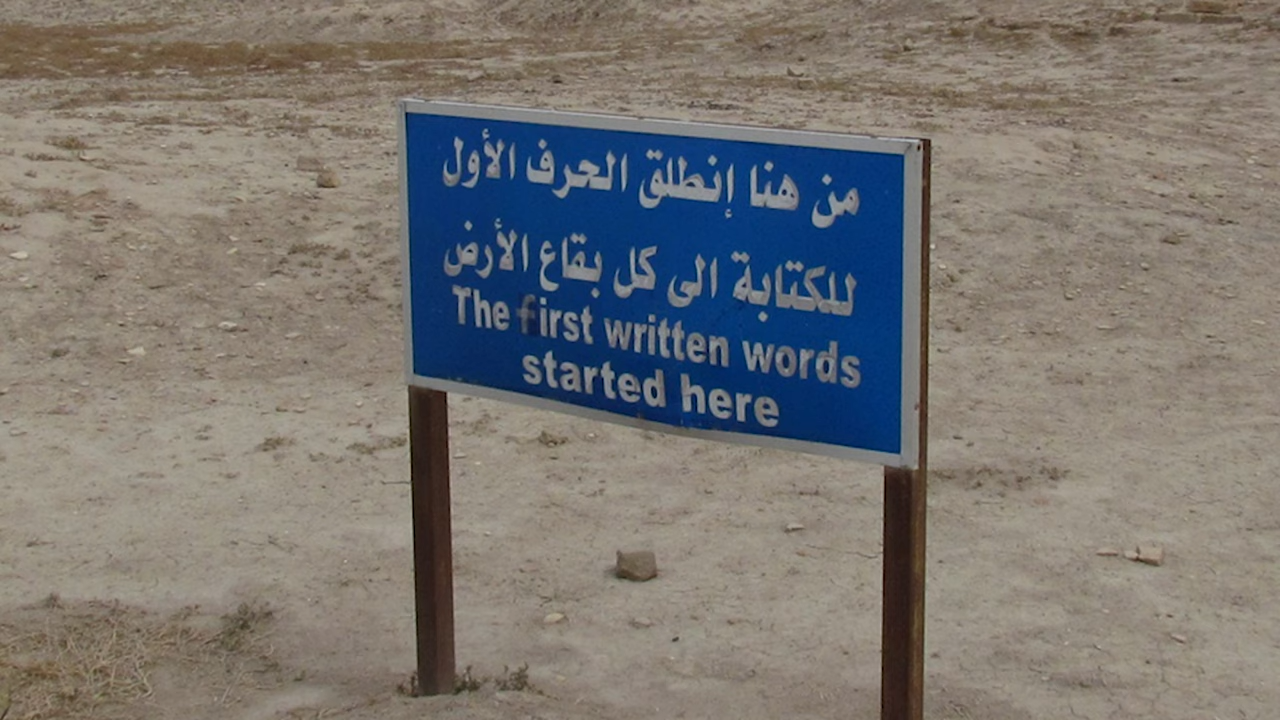 من هنا إنطلق الحرف الأول
للكتابة الى كل بقاع الأرض
The first written words
started here